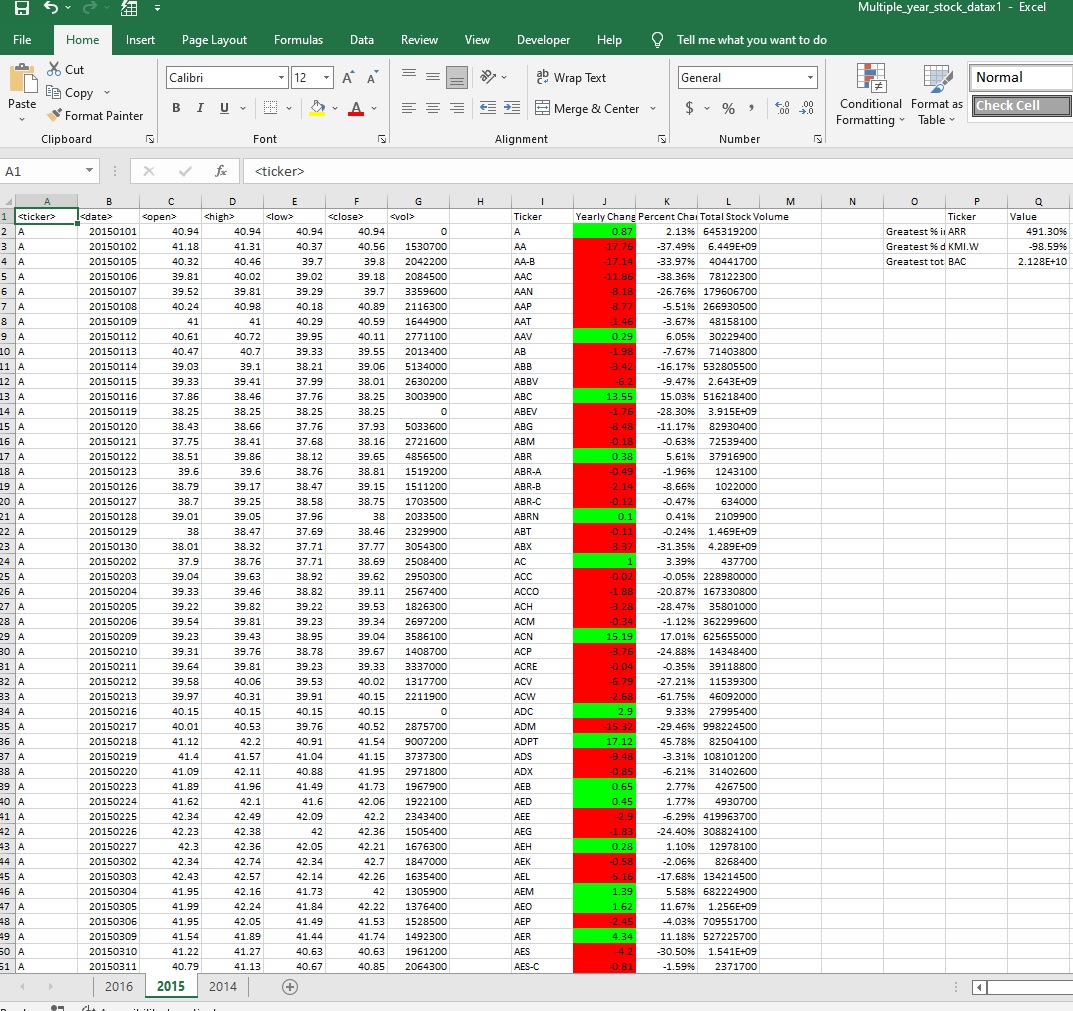 Multiple_year_stock_datax1 - Excel
File Home Insert Page Layout Formulas Data Review View Developer Help Tell me what you want to do
Cut
Copy
Format Painter
Paste
Calibri 12
B I U
Wrap Text
Merge & Center
General
$ % ,
Conditional Formatting
Format as Table
Normal
Check Cell
Clipboard Font Alignment Number
A1 fx <ticker>
A B C D E F G H I J K L M N O P Q
1 <ticker> <date> <open> <high> <low> <close> <vol> Ticker Yearly Chang Percent Cha Total Stock Volume Ticker Value
2 A 20150101 40.94 40.94 40.94 40.94 0 A 0.87 2.13% 645319200 Greatest % i ARR 491.30%
3 A 20150102 41.18 41.31 40.37 40.56 1530700 AA -17.76 -37.49% 6.449E+09 Greatest % d KMI.W -98.59%
4 A 20150105 40.32 40.46 39.7 39.8 2042200 AA-B -17.14 -33.97% 40441700 Greatest tot BAC 2.128E+10
5 A 20150106 39.81 40.02 39.02 39.18 2084500 AAC -11.86 -38.36% 78122300
6 A 20150107 39.52 39.81 39.29 39.7 3359600 AAN -8.18 -26.76% 179606700
7 A 20150108 40.24 40.98 40.18 40.89 2116300 AAP -8.77 -5.51% 266930500
8 A 20150109 41 41 40.29 40.59 1644900 AAT -1.46 -3.67% 48158100
9 A 20150112 40.61 40.72 39.95 40.11 2771100 AAV 0.29 6.05% 30229400
10 A 20150113 40.47 40.7 39.33 39.55 2013400 AB -1.98 -7.67% 71403800
11 A 20150114 39.03 39.1 38.21 39.06 5134000 ABB -3.42 -16.17% 532805500
12 A 20150115 39.33 39.41 37.99 38.01 2630200 ABBV -6.2 -9.47% 2.643E+09
13 A 20150116 37.86 38.46 37.76 38.25 3003900 ABC 13.55 15.03% 516218400
14 A 20150119 38.25 38.25 38.25 38.25 0 ABEV -1.76 -28.30% 3.915E+09
15 A 20150120 38.43 38.66 37.76 37.93 5033600 ABG -8.48 -11.17% 82930400
16 A 20150121 37.75 38.41 37.68 38.16 2721600 ABM -0.18 -0.63% 72539400
17 A 20150122 38.51 39.86 38.12 39.65 4856500 ABR 0.38 5.61% 37916900
18 A 20150123 39.6 39.6 38.76 38.81 1519200 ABR-A -0.49 -1.96% 1243100
19 A 20150126 38.79 39.17 38.47 39.15 1511200 ABR-B -2.14 -8.66% 1022000
20 A 20150127 38.7 39.25 38.58 38.75 1703500 ABR-C -0.12 -0.47% 634000
21 A 20150128 39.01 39.05 37.96 38 2033500 ABRN 0.1 0.41% 2109900
22 A 20150129 38 38.47 37.69 38.46 2329900 ABT -0.11 -0.24% 1.469E+09
23 A 20150130 38.01 38.32 37.71 37.77 3054300 ABX -3.37 -31.35% 4.289E+09
24 A 20150202 37.9 38.76 37.71 38.69 2508400 AC 1 3.39% 437700
25 A 20150203 39.04 39.63 38.92 39.62 2950300 ACC -0.02 -0.05% 228980000
26 A 20150204 39.33 39.46 38.82 39.11 2567400 ACCO -1.88 -20.87% 167330800
27 A 20150205 39.22 39.82 39.22 39.53 1826300 ACH -3.28 -28.47% 35801000
28 A 20150206 39.54 39.81 39.23 39.34 2697200 ACM -0.34 -1.12% 362299600
29 A 20150209 39.23 39.43 38.95 39.04 3586100 ACN 15.19 17.01% 625655000
30 A 20150210 39.31 39.76 38.78 39.67 1408700 ACP -3.76 -24.88% 14348400
31 A 20150211 39.64 39.81 39.23 39.33 3337000 ACRE -0.04 -0.35% 39118800
32 A 20150212 39.58 40.06 39.53 40.02 1317700 ACV -6.79 -27.21% 11539300
33 A 20150213 39.97 40.31 39.91 40.15 2211900 ACW -2.68 -61.75% 46092000
34 A 20150216 40.15 40.15 40.15 40.15 0 ADC 2.9 9.33% 27995400
35 A 20150217 40.01 40.53 39.76 40.52 2875700 ADM -15.32 -29.46% 998224500
36 A 20150218 41.12 42.2 40.91 41.54 9007200 ADPT 17.12 45.78% 82504100
37 A 20150219 41.4 41.57 41.04 41.15 3737300 ADS -9.48 -3.31% 108101200
38 A 20150220 41.09 42.11 40.88 41.95 2971800 ADX -0.85 -6.21% 31402600
39 A 20150223 41.89 41.96 41.49 41.73 1967900 AEB 0.65 2.77% 4267500
40 A 20150224 41.62 42.1 41.6 42.06 1922100 AED 0.45 1.77% 4930700
41 A 20150225 42.34 42.49 42.09 42.2 2343400 AEE -2.9 -6.29% 419963700
42 A 20150226 42.23 42.38 42 42.36 1505400 AEG -1.83 -24.40% 308824100
43 A 20150227 42.3 42.36 42.05 42.21 1676300 AEH 0.28 1.10% 12978100
44 A 20150302 42.34 42.74 42.34 42.7 1847000 AEK -0.58 -2.06% 8268400
45 A 20150303 42.43 42.57 42.14 42.26 1635400 AEL -5.16 -17.68% 134214500
46 A 20150304 41.95 42.16 41.73 42 1305900 AEM 1.39 5.58% 682224900
47 A 20150305 41.99 42.24 41.84 42.22 1376400 AEO 1.62 11.67% 1.256E+09
48 A 20150306 41.95 42.05 41.49 41.53 1528500 AEP -2.45 -4.03% 709551700
49 A 20150309 41.54 41.89 41.44 41.74 1492300 AER 4.34 11.18% 527225700
50 A 20150310 41.22 41.27 40.63 40.63 1961200 AES -4.2 -30.50% 1.541E+09
51 A 20150311 40.79 41.13 40.67 40.85 2064300 AES-C -0.81 -1.59% 2371700
2016 2015 2014